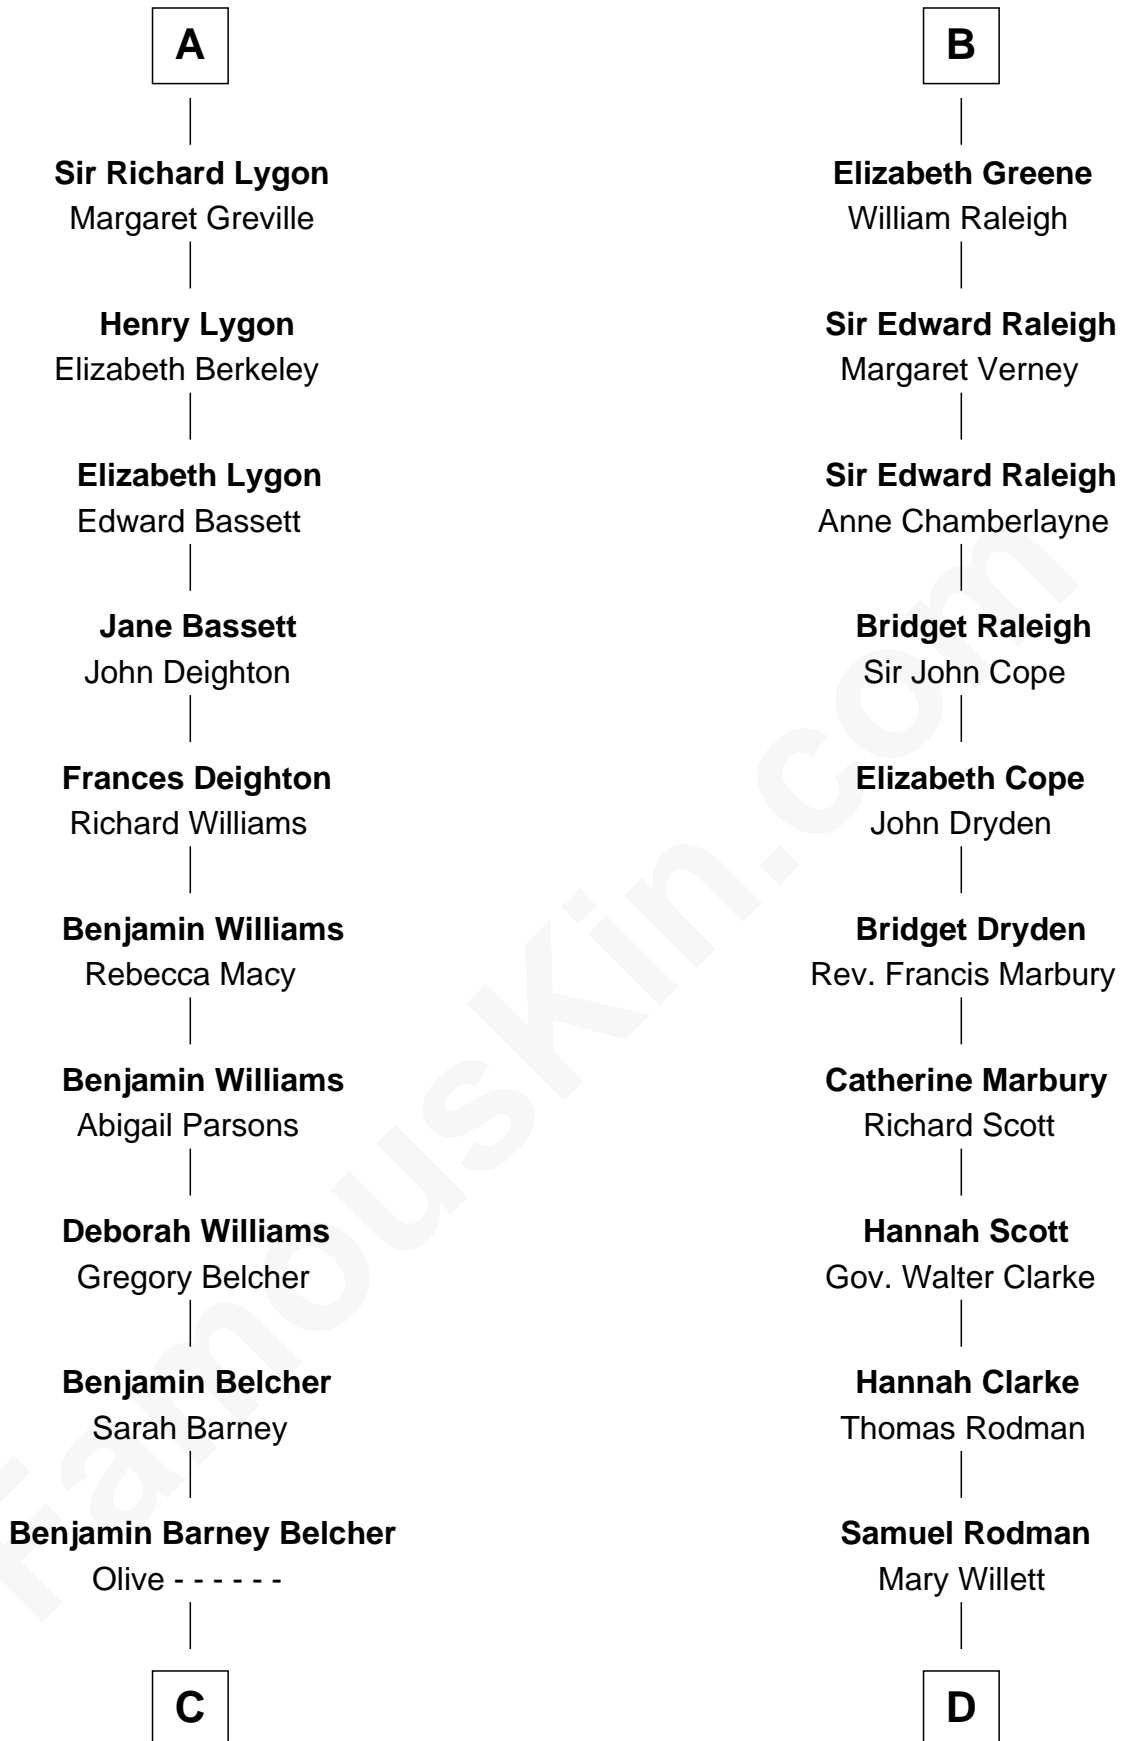 A
Sir Richard Lygon
Margaret Greville
Henry Lygon
Elizabeth Berkeley
Elizabeth Lygon
Edward Bassett
Jane Bassett
John Deighton
Frances Deighton
Richard Williams
Benjamin Williams
Rebecca Macy
Benjamin Williams
Abigail Parsons
Deborah Williams
Gregory Belcher
Benjamin Belcher
Sarah Barney
Benjamin Barney Belcher
Olive - - - - - -
C
B
Elizabeth Greene
William Raleigh
Sir Edward Raleigh
Margaret Verney
Sir Edward Raleigh
Anne Chamberlayne
Bridget Raleigh
Sir John Cope
Elizabeth Cope
John Dryden
Bridget Dryden
Rev. Francis Marbury
Catherine Marbury
Richard Scott
Hannah Scott
Gov. Walter Clarke
Hannah Clarke
Thomas Rodman
Samuel Rodman
Mary Willett
D
FamousKin.com